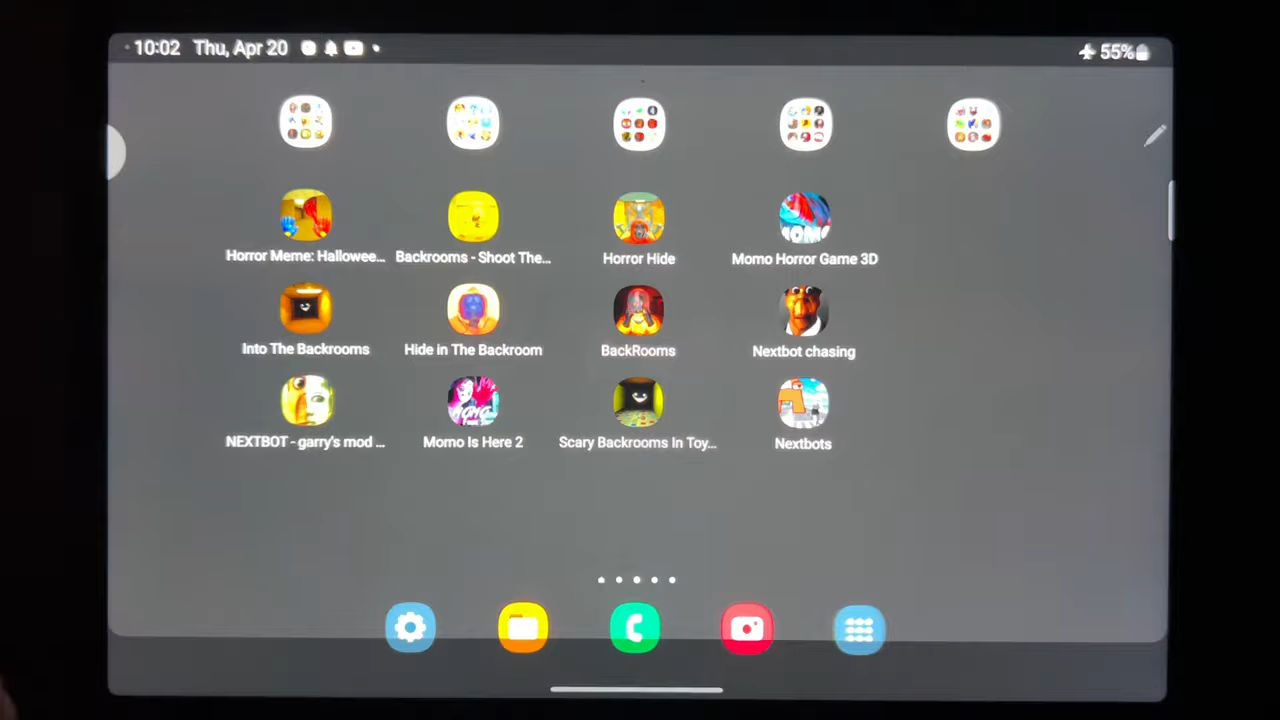 10:02 Thu, Apr 20 55%
Horror Meme: Hallowee... Backrooms - Shoot The... Horror Hide Momo Horror Game 3D
Into The Backrooms Hide in The Backroom BackRooms Nextbot chasing
NEXTBOT - garry's mod ... Momo Is Here 2 Scary Backrooms In Toy... Nextbots